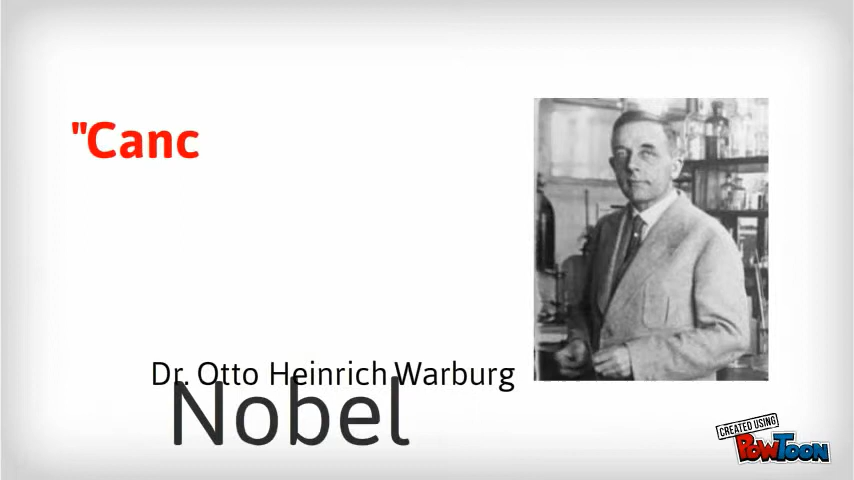 "Canc
Dr. Otto Heinrich Warburg
Nobel
CREATED USING
POWTOON